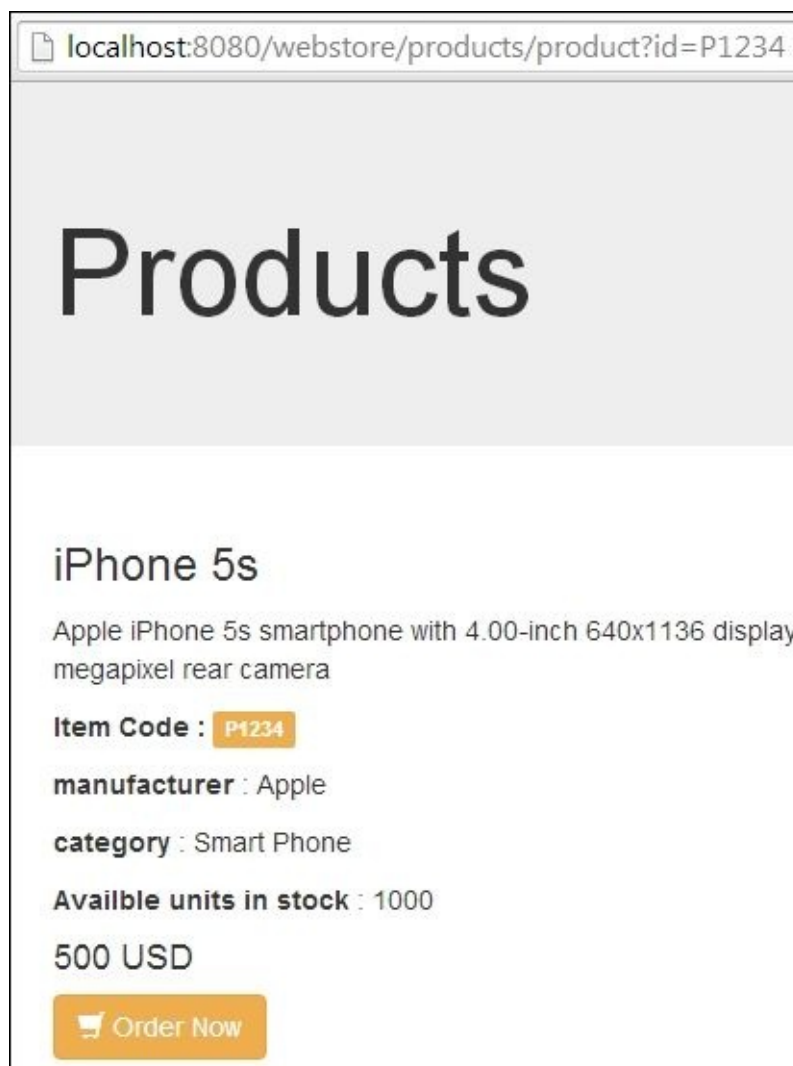 localhost:8080/webstore/products/product?id=P1234
Products
iPhone 5s
Apple iPhone 5s smartphone with 4.00-inch 640x1136 display
megapixel rear camera
Item Code : P1234
manufacturer : Apple
category : Smart Phone
Availble units in stock : 1000
500 USD
Order Now